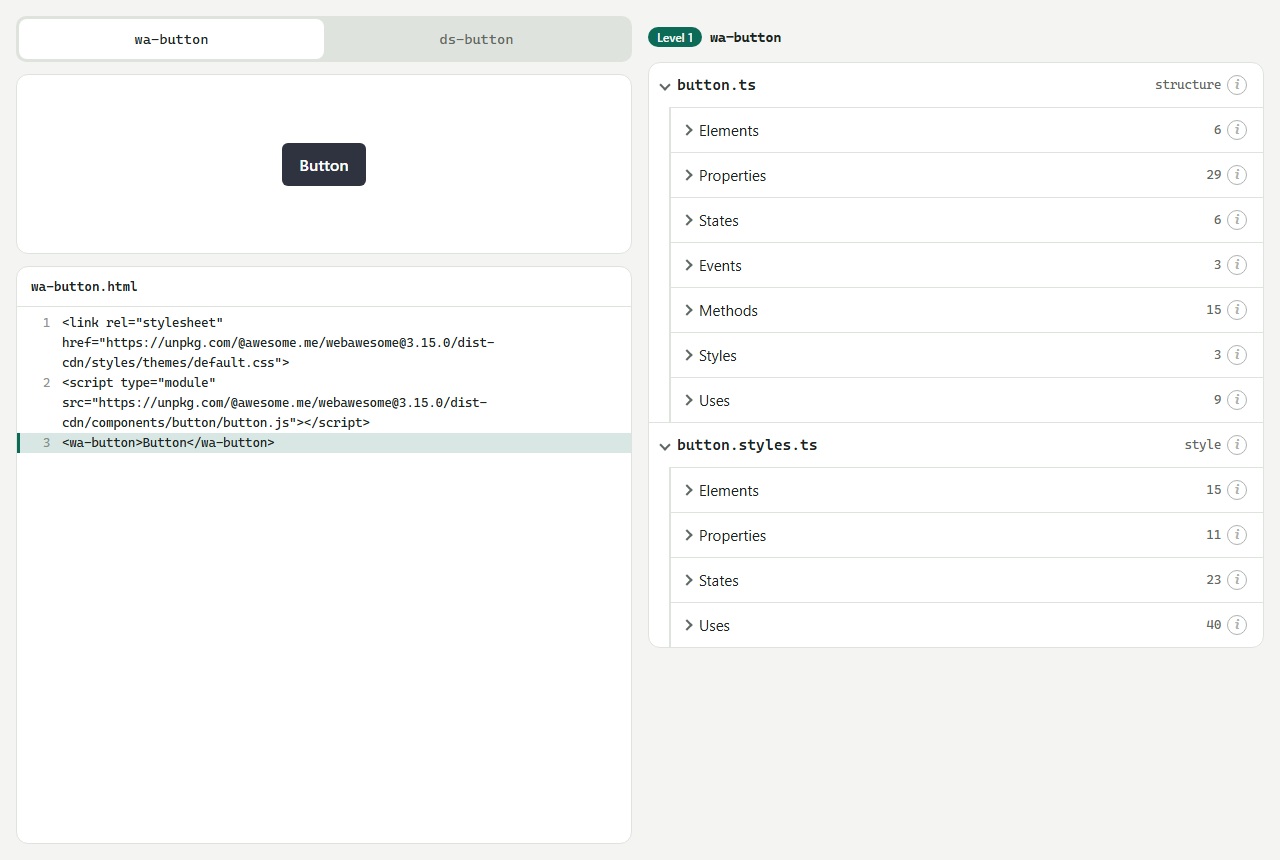 wa-button
ds-button
Button
wa-button.html
1 <link rel="stylesheet"
href="https://unpkg.com/@awesome.me/webawesome@3.15.0/dist-
cdn/styles/themes/default.css">
2 <script type="module"
src="https://unpkg.com/@awesome.me/webawesome@3.15.0/dist-
cdn/components/button/button.js"></script>
3 <wa-button>Button</wa-button>
Level 1 wa-button
button.ts structure i
Elements 6 i
Properties 29 i
States 6 i
Events 3 i
Methods 15 i
Styles 3 i
Uses 9 i
button.styles.ts style i
Elements 15 i
Properties 11 i
States 23 i
Uses 40 i